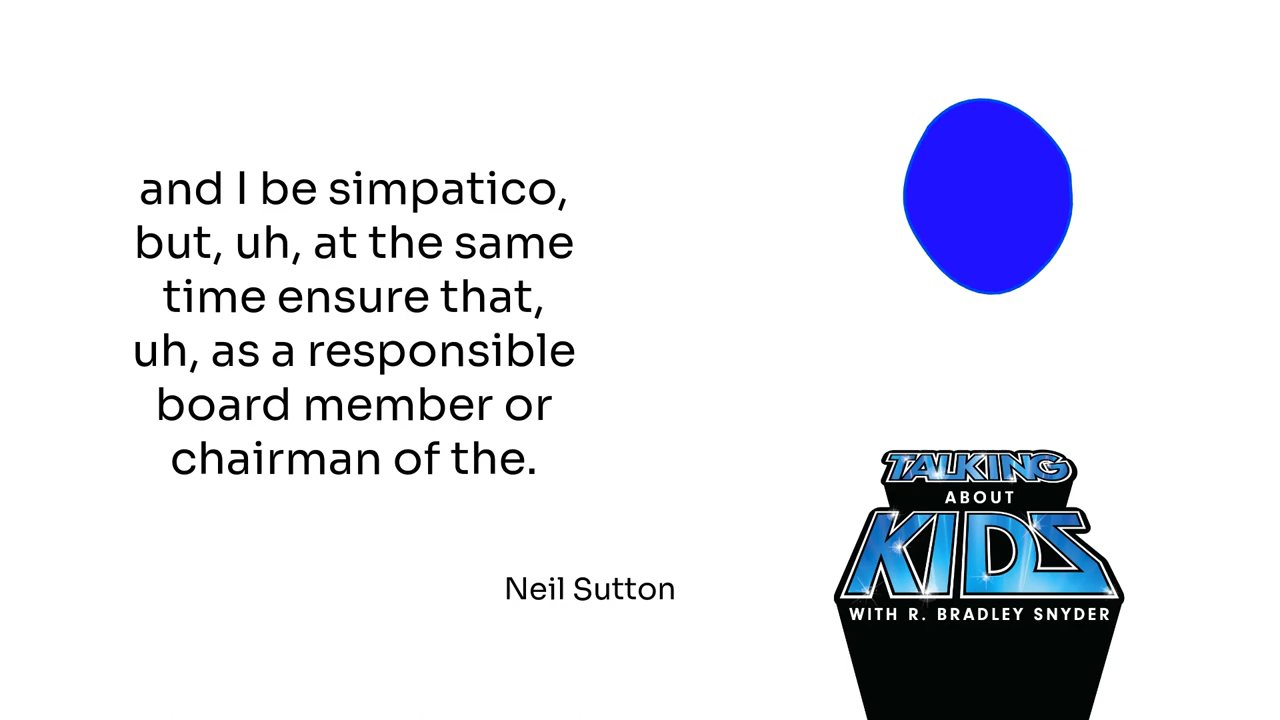 and I be simpatico,
but, uh, at the same
time ensure that,
uh, as a responsible
board member or
chairman of the.
Neil Sutton
TALKING
ABOUT
KIDS
WITH R. BRADLEY SNYDER